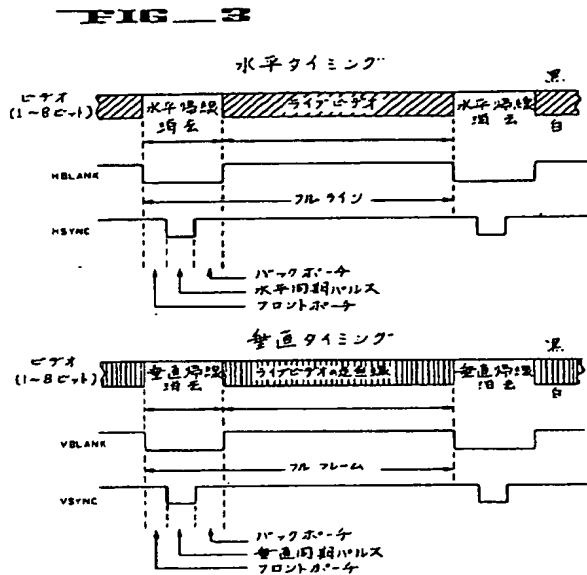 FIG__3
水平タイミング
ビデオ
(1~8ビット)
水平帰線
消去
ライブビデオ
水平帰線
消去
黒
白
HBLANK
フルライン
HSYNC
バックポーチ
水平同期パルス
フロントポーチ
垂直タイミング
ビデオ
(1~8ビット)
垂直帰線
消去
ライブビデオの走査線
垂直帰線
消去
黒
白
VBLANK
フルフレーム
VSYNC
バックポーチ
垂直同期パルス
フロントポーチ